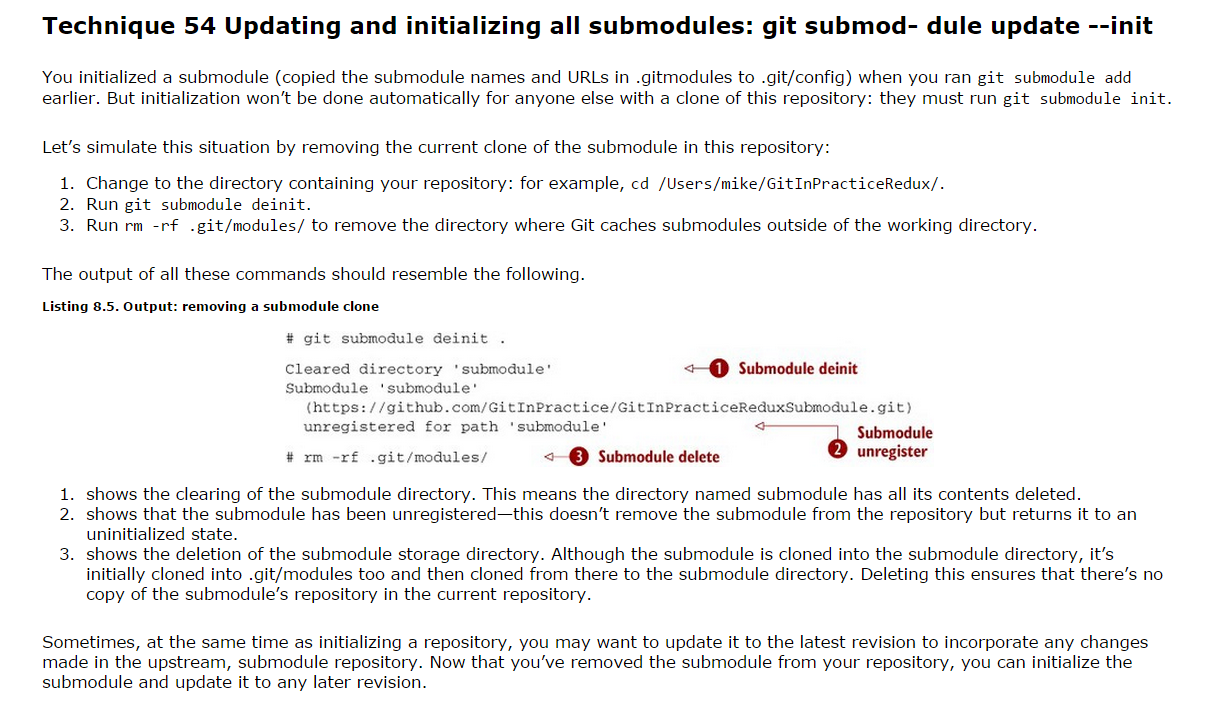 Technique 54 Updating and initializing all submodules: git submod- dule update --init
You initialized a submodule (copied the submodule names and URLs in .gitmodules to .git/config) when you ran git submodule add
earlier. But initialization won't be done automatically for anyone else with a clone of this repository: they must run git submodule init.
Let's simulate this situation by removing the current clone of the submodule in this repository:
1. Change to the directory containing your repository: for example, cd /Users/mike/GitInPracticeRedux/.
2. Run git submodule deinit.
3. Run rm -rf .git/modules/ to remove the directory where Git caches submodules outside of the working directory.
The output of all these commands should resemble the following.
Listing 8.5. Output: removing a submodule clone
# git submodule deinit .
Cleared directory 'submodule' 1 Submodule deinit
Submodule 'submodule'
(https://github.com/GitInPractice/GitInPracticeReduxSubmodule.git)
unregistered for path 'submodule'
2 Submodule
unregister
# rm -rf .git/modules/ 3 Submodule delete
1. shows the clearing of the submodule directory. This means the directory named submodule has all its contents deleted.
2. shows that the submodule has been unregistered—this doesn't remove the submodule from the repository but returns it to an
uninitialized state.
3. shows the deletion of the submodule storage directory. Although the submodule is cloned into the submodule directory, it's
initially cloned into .git/modules too and then cloned from there to the submodule directory. Deleting this ensures that there's no
copy of the submodule's repository in the current repository.
Sometimes, at the same time as initializing a repository, you may want to update it to the latest revision to incorporate any changes
made in the upstream, submodule repository. Now that you've removed the submodule from your repository, you can initialize the
submodule and update it to any later revision.